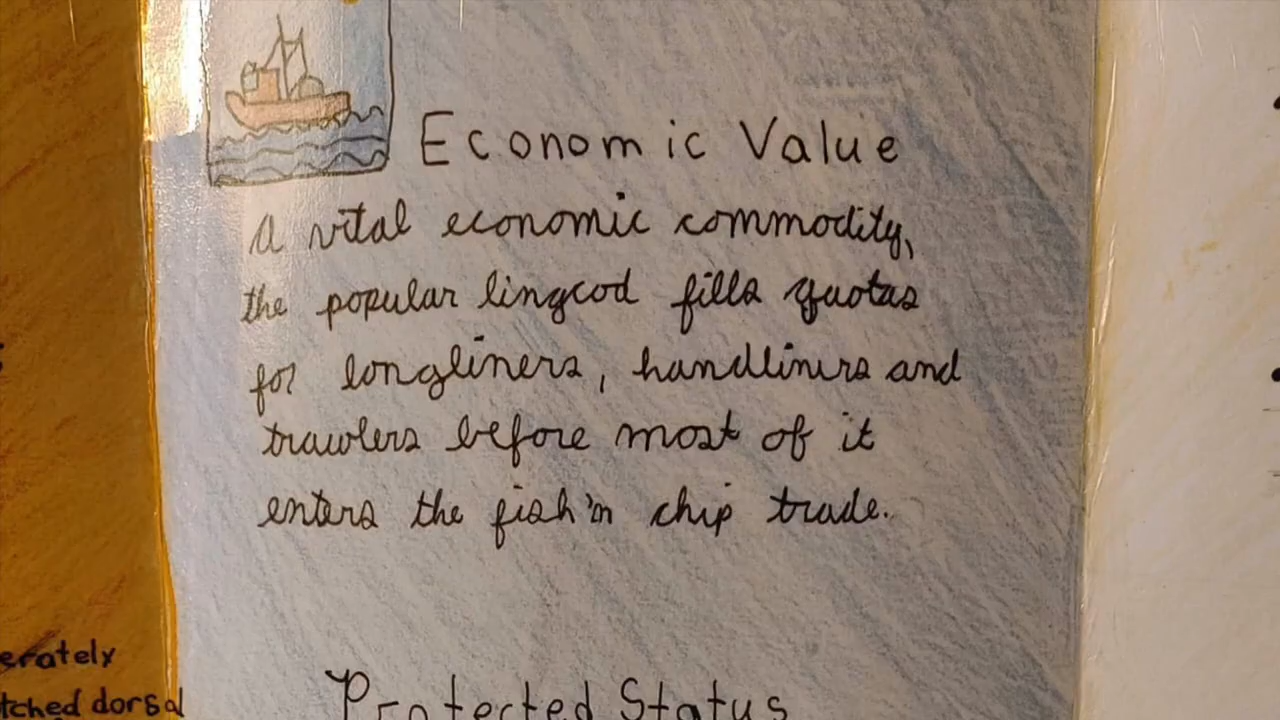 Economic Value
A vital economic commodity,
the popular lingcod fills quotas
for longliners, handliners and
trawlers before most of it
enters the fish 'n chip trade.
Protected Status
erately
tched dorsal